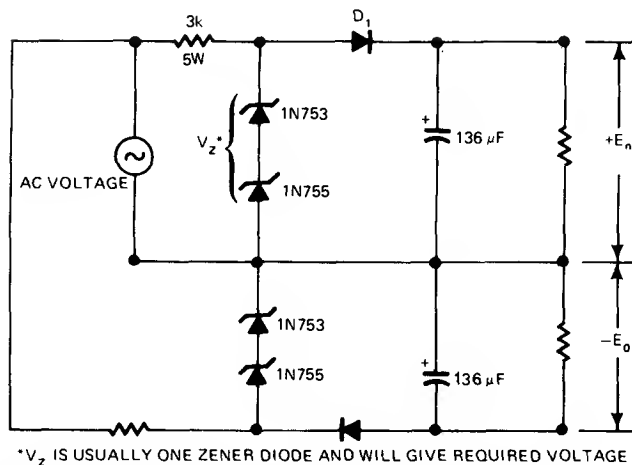 3k
5W
D1
1N753
Vz*
1N755
AC VOLTAGE
+
136 µF
+En
1N753
1N755
+
136 µF
−Eo
*VZ IS USUALLY ONE ZENER DIODE AND WILL GIVE REQUIRED VOLTAGE